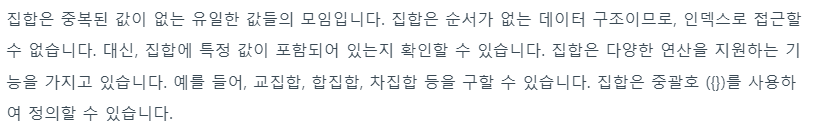 집합은 중복된 값이 없는 유일한 값들의 모임입니다. 집합은 순서가 없는 데이터 구조이므로, 인덱스로 접근할
수 없습니다. 대신, 집합에 특정 값이 포함되어 있는지 확인할 수 있습니다. 집합은 다양한 연산을 지원하는 기
능을 가지고 있습니다. 예를 들어, 교집합, 합집합, 차집합 등을 구할 수 있습니다. 집합은 중괄호 ({})를 사용하
여 정의할 수 있습니다.